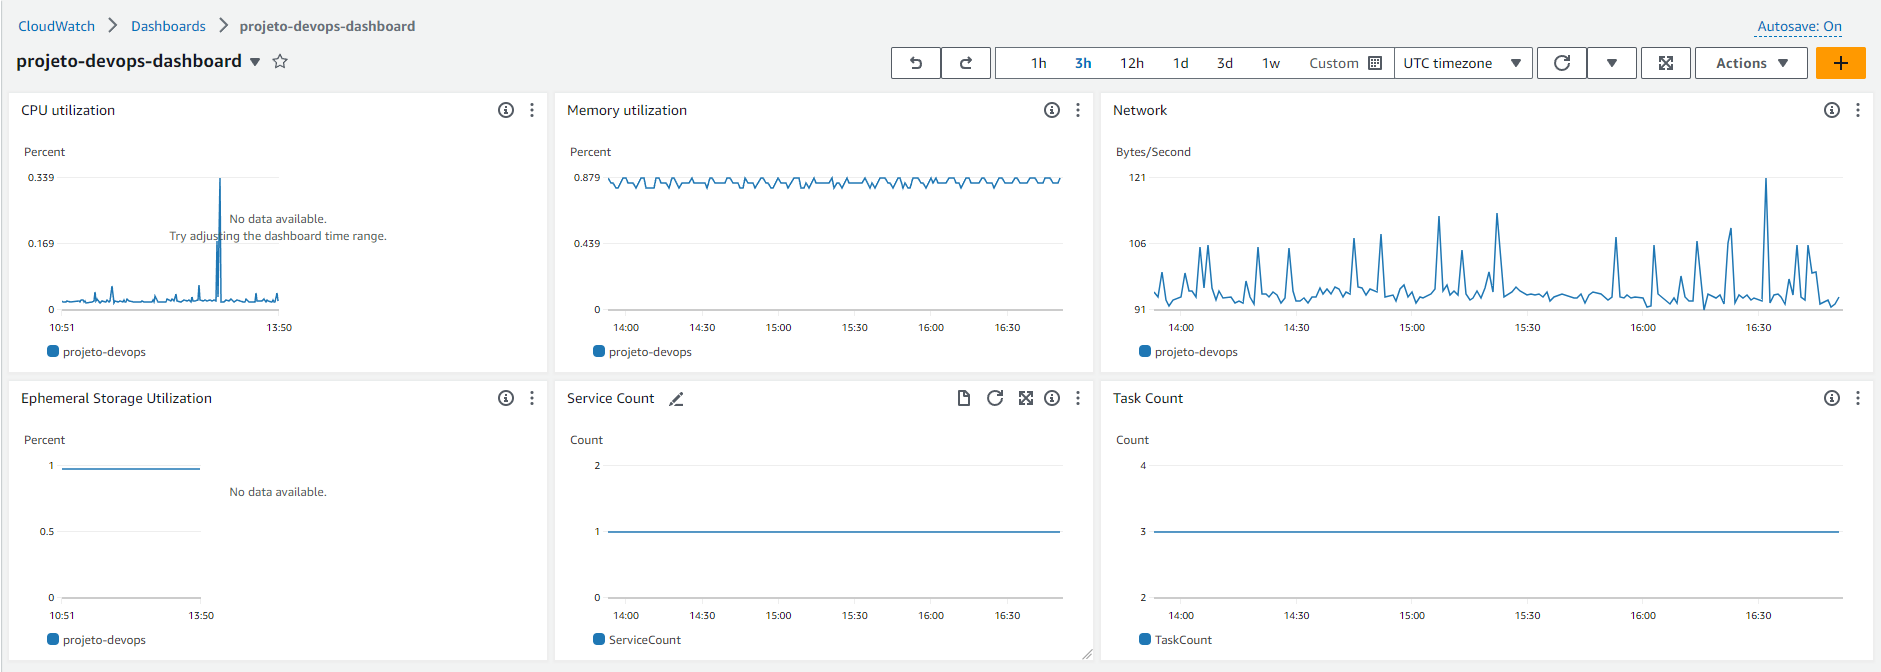 CloudWatch > Dashboards > projeto-devops-dashboard
Autosave: On
projeto-devops-dashboard
1h 3h 12h 1d 3d 1w Custom UTC timezone Actions +
CPU utilization
Percent
0.339
0.169
0
No data available.
Try adjusting the dashboard time range.
10:51 13:50
projeto-devops
Memory utilization
Percent
0.879
0.439
0
14:00 14:30 15:00 15:30 16:00 16:30
projeto-devops
Network
Bytes/Second
121
106
91
14:00 14:30 15:00 15:30 16:00 16:30
projeto-devops
Ephemeral Storage Utilization
Percent
1
0.5
0
No data available.
10:51 13:50
projeto-devops
Service Count
Count
2
1
0
14:00 14:30 15:00 15:30 16:00 16:30
ServiceCount
Task Count
Count
4
3
2
14:00 14:30 15:00 15:30 16:00 16:30
TaskCount